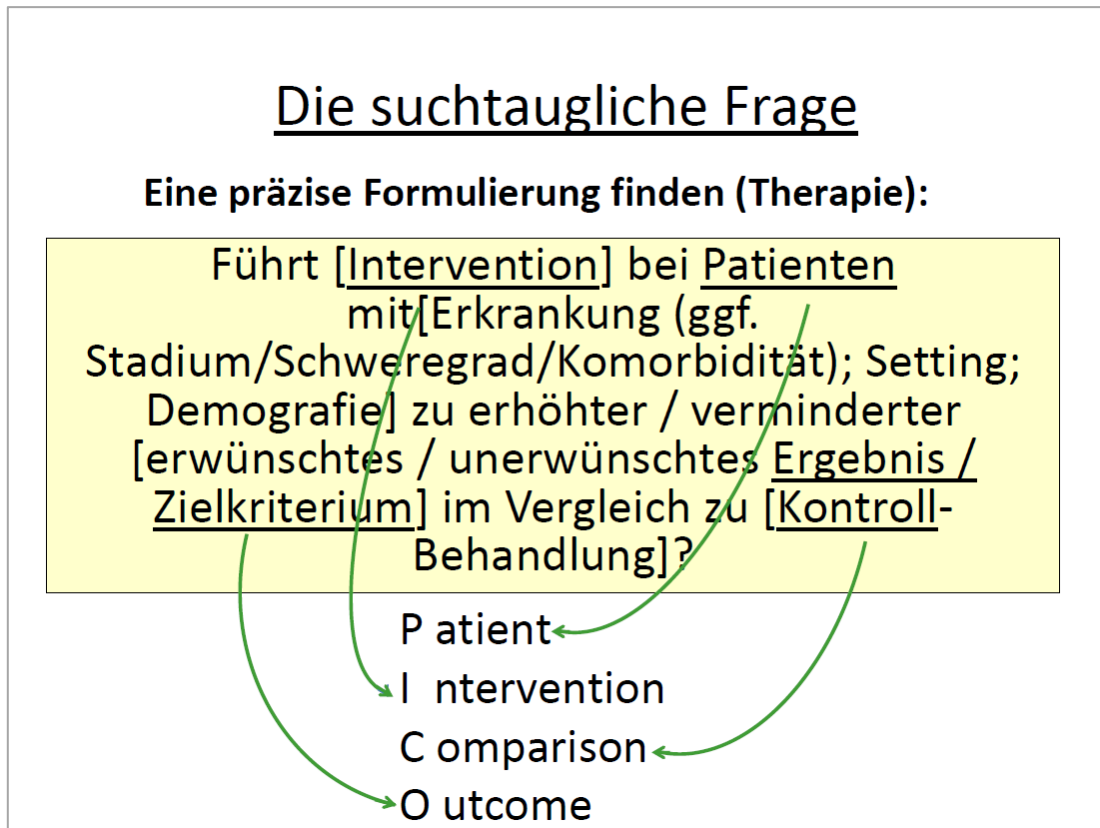 Die suchtaugliche Frage
Eine präzise Formulierung finden (Therapie):
Führt [Intervention] bei Patienten
mit[Erkrankung (ggf.
Stadium/Schweregrad/Komorbidität); Setting;
Demografie] zu erhöhter / verminderter
[erwünschtes / unerwünschtes Ergebnis /
Zielkriterium] im Vergleich zu [Kontroll-
Behandlung]?
P atient
I ntervention
C omparison
O utcome